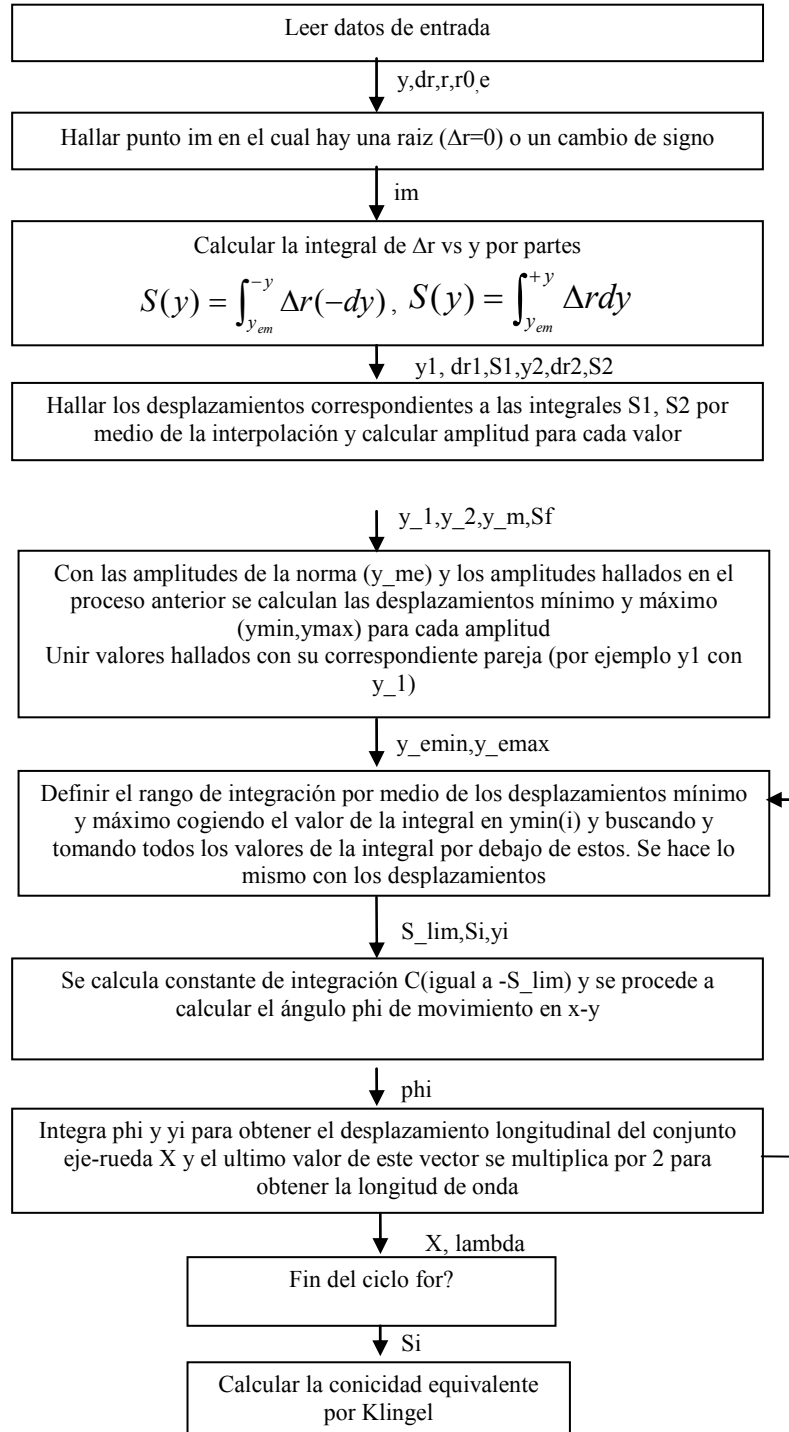 Leer datos de entrada
y,dr,r,r0,e
Hallar punto im en el cual hay una raiz (Δr=0) o un cambio de signo
im
Calcular la integral de Δr vs y por partes
S(y) = ∫_{y_{em}}^{-y} Δr(-dy), S(y) = ∫_{y_{em}}^{+y} Δrdy
y1, dr1,S1,y2,dr2,S2
Hallar los desplazamientos correspondientes a las integrales S1, S2 por
medio de la interpolación y calcular amplitud para cada valor
y_1,y_2,y_m,Sf
Con las amplitudes de la norma (y_me) y los amplitudes hallados en el
proceso anterior se calculan las desplazamientos mínimo y máximo
(ymin,ymax) para cada amplitud
Unir valores hallados con su correspondiente pareja (por ejemplo y1 con
y_1)
y_emin,y_emax
Definir el rango de integración por medio de los desplazamientos mínimo
y máximo cogiendo el valor de la integral en ymin(i) y buscando y
tomando todos los valores de la integral por debajo de estos. Se hace lo
mismo con los desplazamientos
S_lim,Si,yi
Se calcula constante de integración C(igual a -S_lim) y se procede a
calcular el ángulo phi de movimiento en x-y
phi
Integra phi y yi para obtener el desplazamiento longitudinal del conjunto
eje-rueda X y el ultimo valor de este vector se multiplica por 2 para
obtener la longitud de onda
X, lambda
Fin del ciclo for?
Si
Calcular la conicidad equivalente
por Klingel